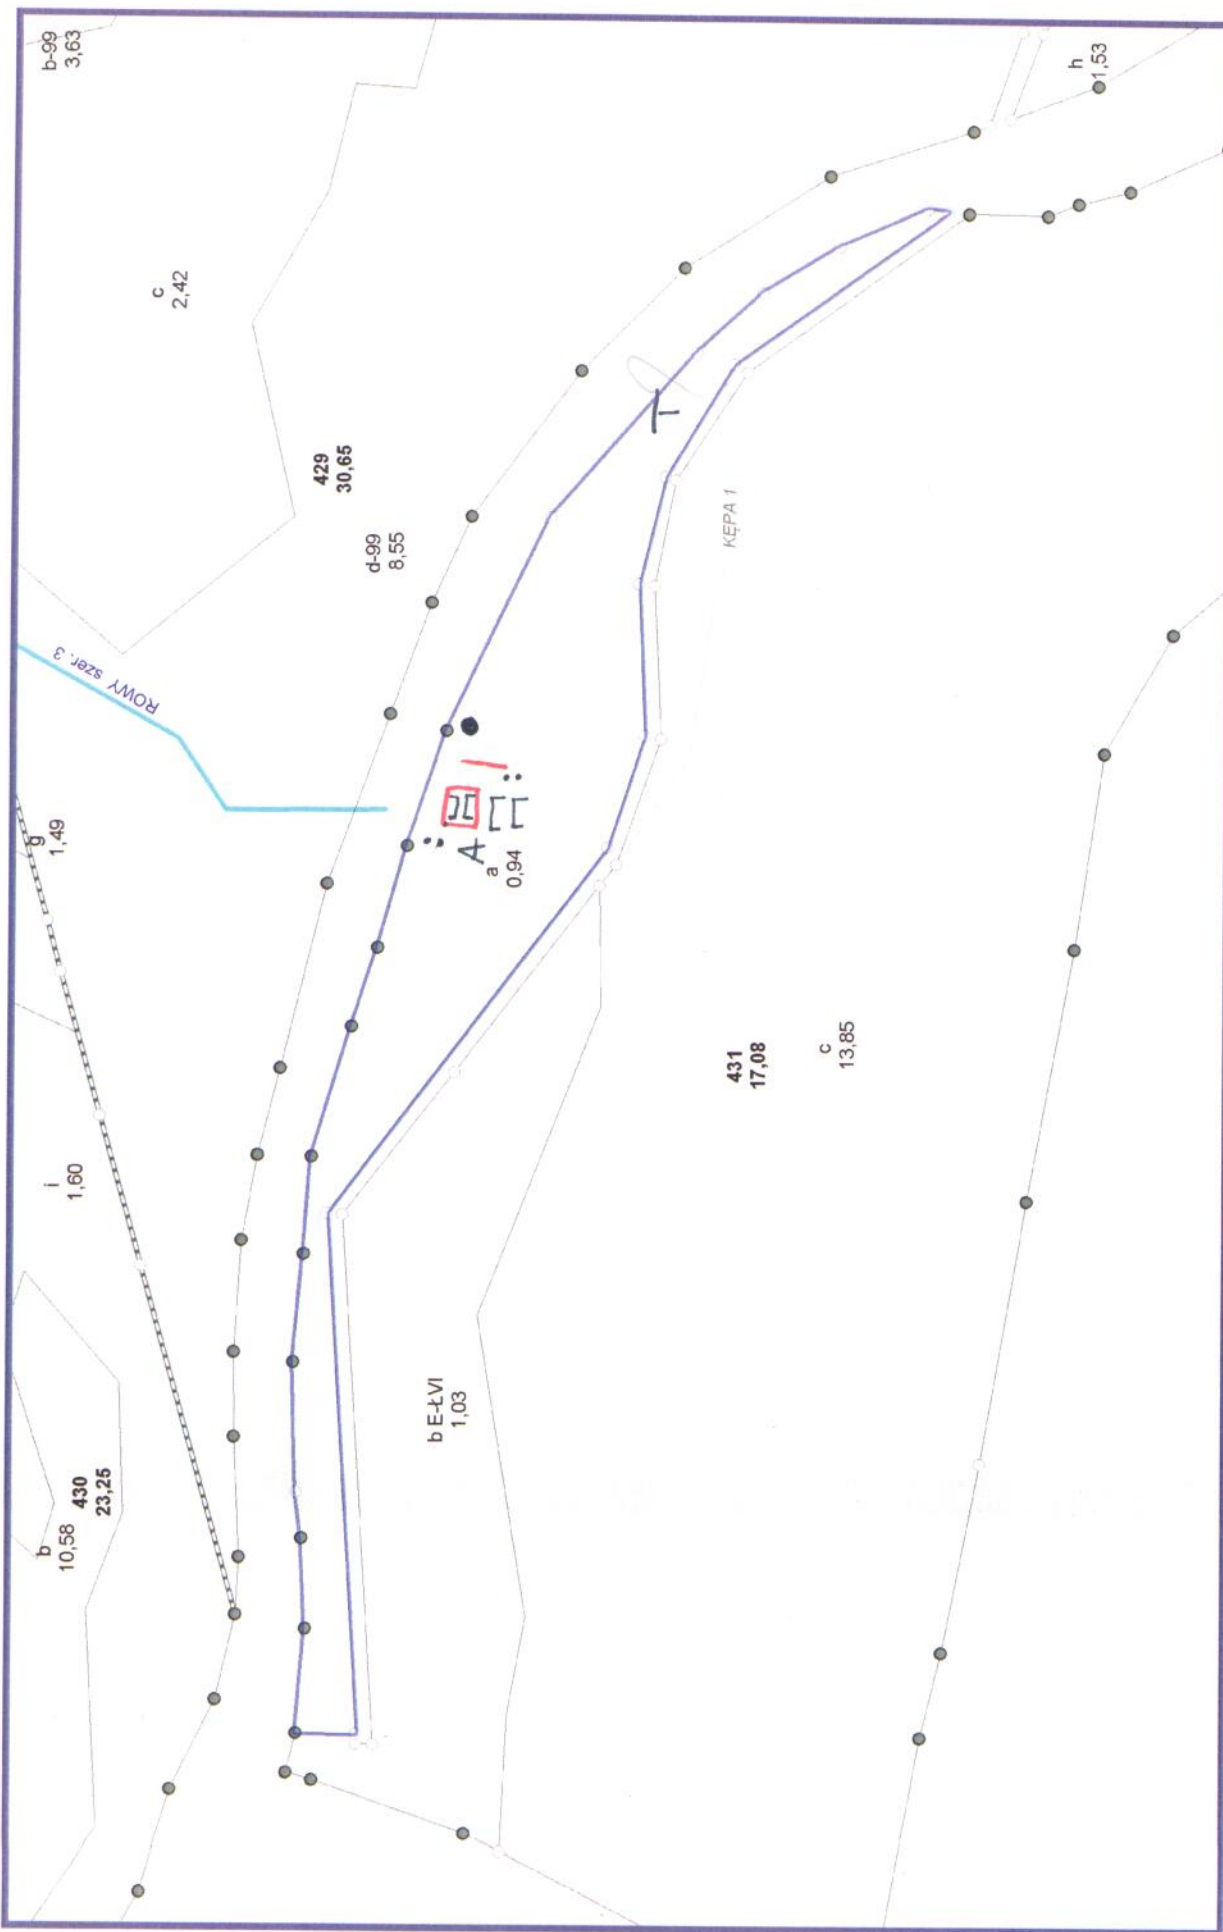 b-99
3,63
c
2,42
h
1,53
429
30,65
d-99
8,55
ROWY szer. 3
g
1,49
T
KĘPA 1
A
a
0,94
i
1,60
431
17,08
c
13,85
b E-ŁVI
1,03
b
10,58
430
23,25